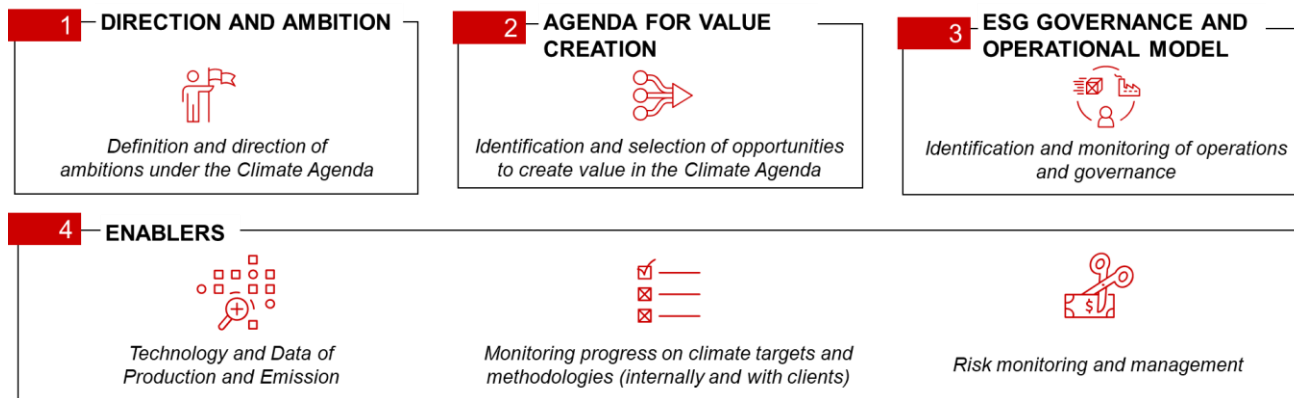 1 DIRECTION AND AMBITION
Definition and direction of
ambitions under the Climate Agenda
2 AGENDA FOR VALUE
CREATION
Identification and selection of opportunities
to create value in the Climate Agenda
3 ESG GOVERNANCE AND
OPERATIONAL MODEL
Identification and monitoring of operations
and governance
4 ENABLERS
Technology and Data of
Production and Emission
Monitoring progress on climate targets and
methodologies (internally and with clients)
$
Risk monitoring and management